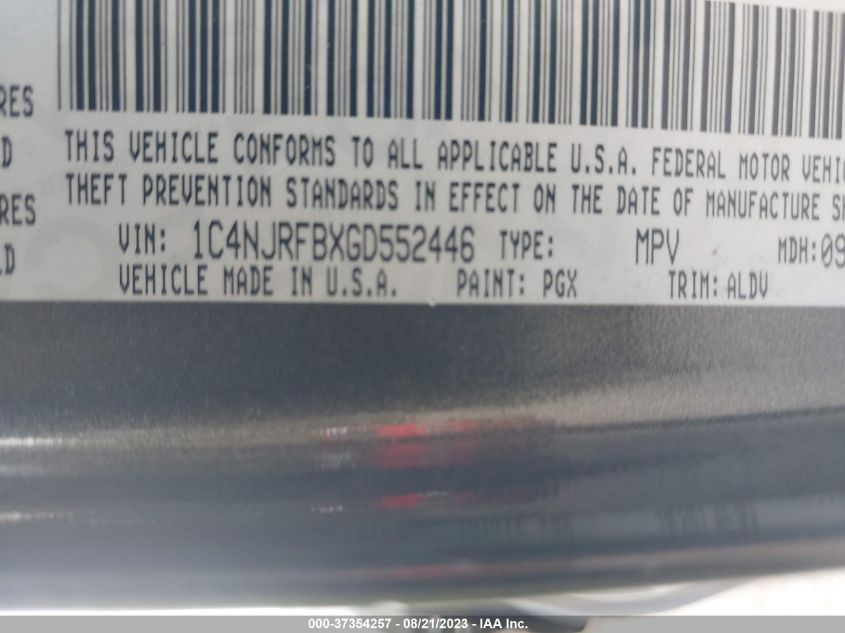 RES
D
RES
LD
THIS VEHICLE CONFORMS TO ALL APPLICABLE U.S.A. FEDERAL MOTOR VEHIC
THEFT PREVENTION STANDARDS IN EFFECT ON THE DATE OF MANUFACTURE SH
VIN: 1C4NJRFBXGD552446 TYPE: MPV MDH: 09
VEHICLE MADE IN U.S.A. PAINT: PGX TRIM: ALDV
000-37354257 - 08/21/2023 - IAA Inc.